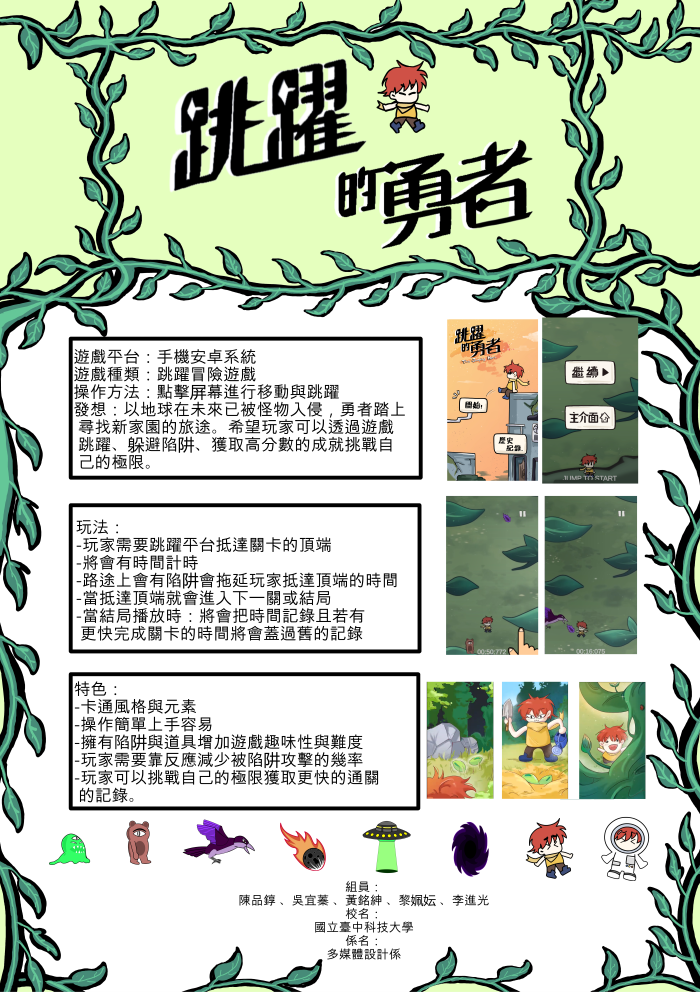 跳躍
的勇者
遊戲平台：手機安卓系統
遊戲種類：跳躍冒險遊戲
操作方法：點擊屏幕進行移動與跳躍
發想：以地球在未來已被怪物入侵，勇者踏上
尋找新家園的旅途。希望玩家可以透過遊戲
跳躍、躲避陷阱、獲取高分數的成就挑戰自
己的極限。
跳躍
的勇者
開始
歷史
紀錄
繼續
主介面
JUMP TO START
玩法：
-玩家需要跳躍平台抵達關卡的頂端
-將會有時間計時
-路途上會有陷阱會拖延玩家抵達頂端的時間
-當抵達頂端就會進入下一關或結局
-當結局播放時：將會把時間記錄且若有
更快完成關卡的時間將會蓋過舊的記錄
00:50:772
00:16:075
特色：
-卡通風格與元素
-操作簡單上手容易
-擁有陷阱與道具增加遊戲趣味性與難度
-玩家需要靠反應減少被陷阱攻擊的幾率
-玩家可以挑戰自己的極限獲取更快的通關
的記錄。
組員：
陳品錞、吳宜蓁、黃銘紳、黎姵妘、李進光
校名：
國立臺中科技大學
係名：
多媒體設計係